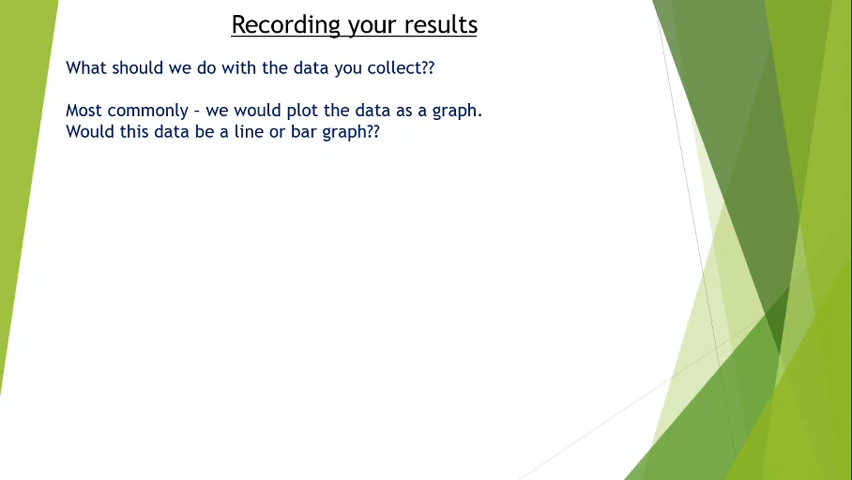 Recording your results
What should we do with the data you collect??
Most commonly – we would plot the data as a graph.
Would this data be a line or bar graph??